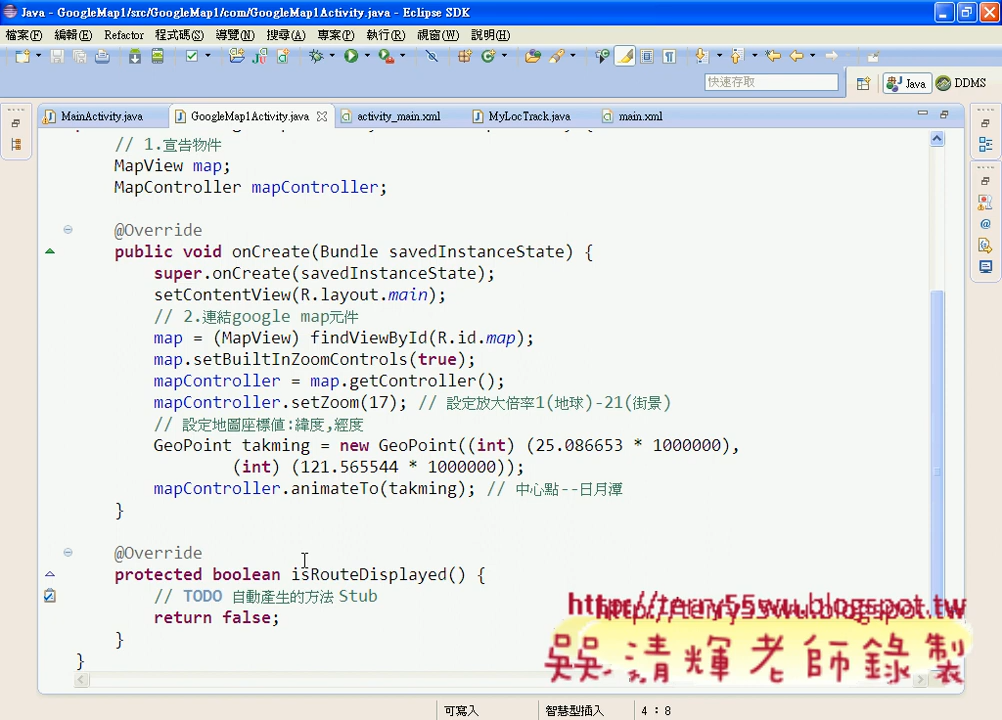 Java - GoogleMap1/src/GoogleMap1/com/GoogleMap1Activity.java - Eclipse SDK
檔案(F) 編輯(E) Refactor 程式碼(S) 導覽(N) 搜尋(A) 專案(P) 執行(R) 視窗(W) 說明(H)
快速存取 Java DDMS
MainActivity.java GoogleMap1Activity.java activity_main.xml MyLocTrack.java main.xml
// 1.宣告物件
MapView map;
MapController mapController;
@Override
public void onCreate(Bundle savedInstanceState) {
super.onCreate(savedInstanceState);
setContentView(R.layout.main);
// 2.連結google map元件
map = (MapView) findViewById(R.id.map);
map.setBuiltInZoomControls(true);
mapController = map.getController();
mapController.setZoom(17); // 設定放大倍率1(地球)-21(街景)
// 設定地圖座標值:緯度,經度
GeoPoint takming = new GeoPoint((int) (25.086653 * 1000000),
(int) (121.565544 * 1000000));
mapController.animateTo(takming); // 中心點--日月潭
}
@Override
protected boolean isRouteDisplayed() {
// TODO 自動產生的方法 Stub
return false;
}
}
http://terry55wu.blogspot.tw
吳清輝老師錄製
可寫入 智慧型插入 4 : 8